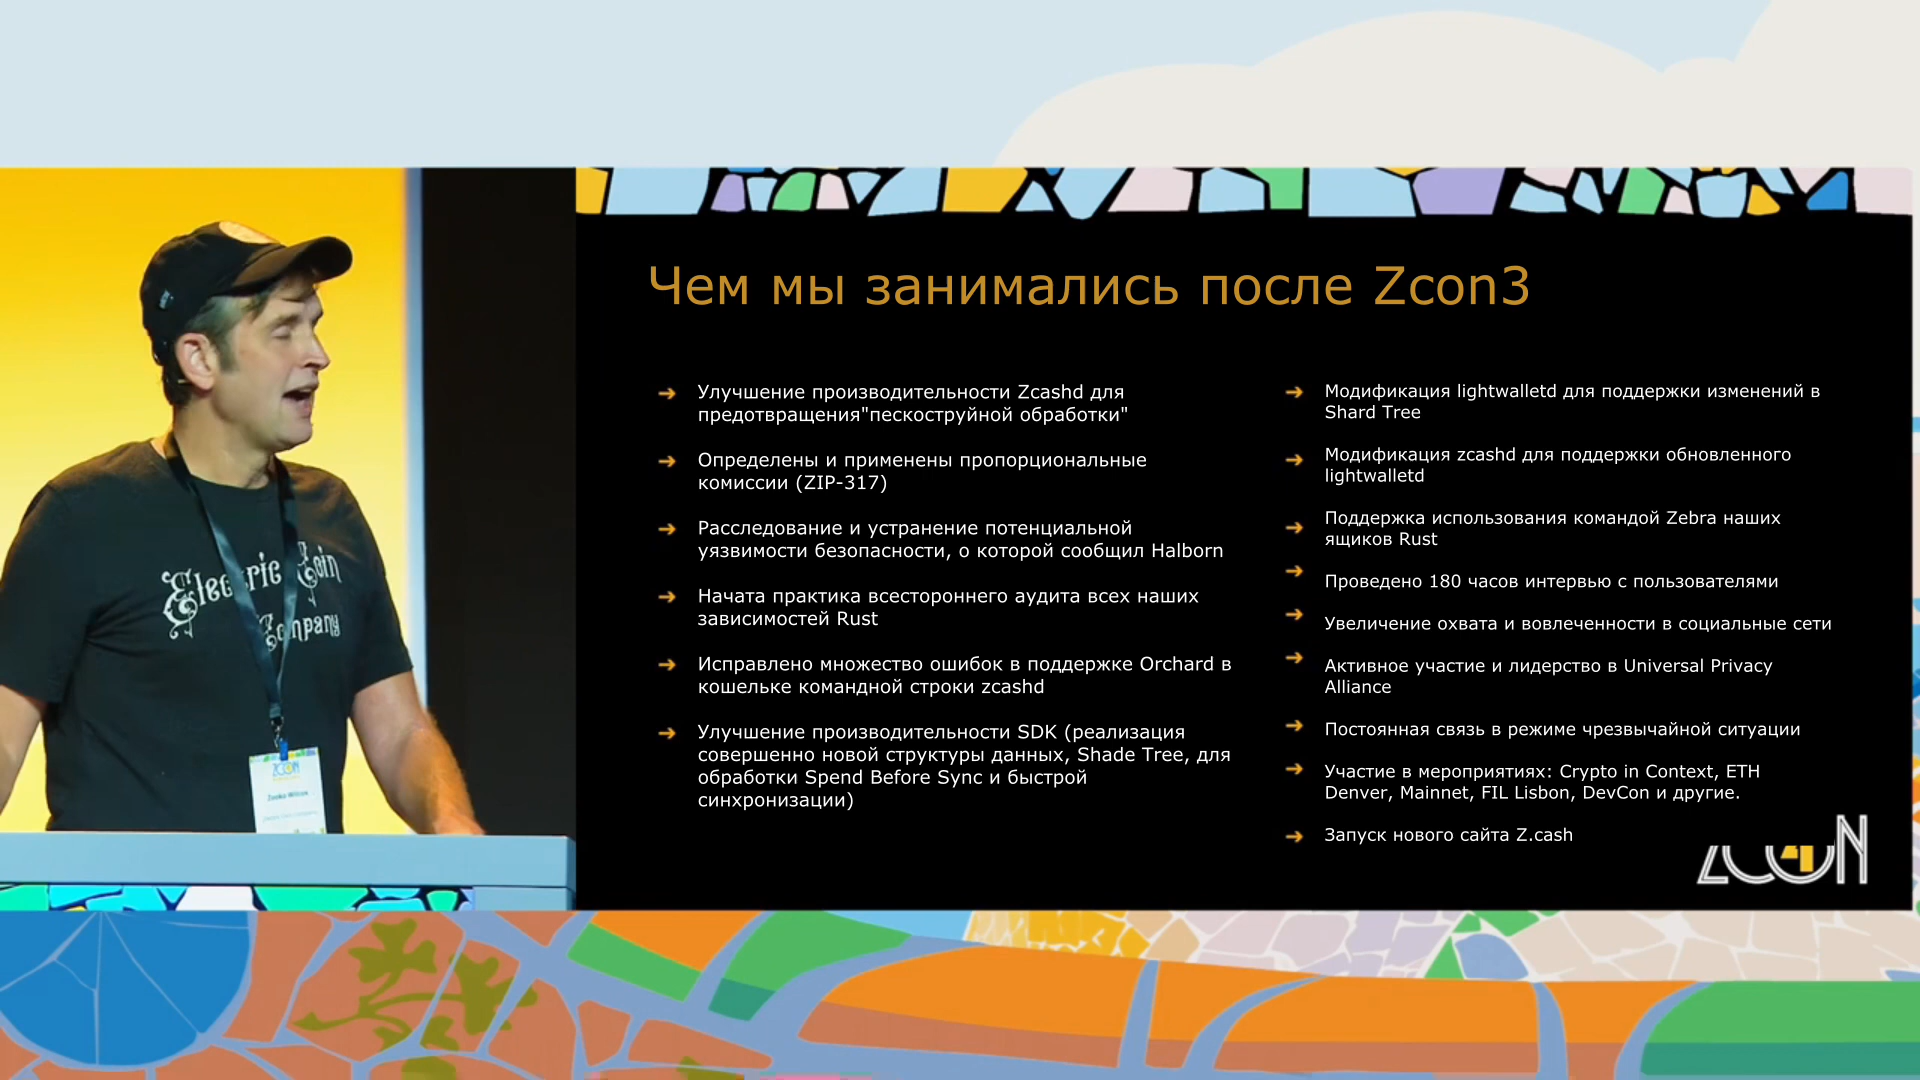 Чем мы занимались после Zcon3
Улучшение производительности Zcashd для
предотвращения"пескоструйной обработки"
Определены и применены пропорциональные
комиссии (ZIP-317)
Расследование и устранение потенциальной
уязвимости безопасности, о которой сообщил Halborn
Начата практика всестороннего аудита всех наших
зависимостей Rust
Исправлено множество ошибок в поддержке Orchard в
кошельке командной строки zcashd
Улучшение производительности SDK (реализация
совершенно новой структуры данных, Shade Tree, для
обработки Spend Before Sync и быстрой
синхронизации)
Модификация lightwalletd для поддержки изменений в
Shard Tree
Модификация zcashd для поддержки обновленного
lightwalletd
Поддержка использования командой Zebra наших
ящиков Rust
Проведено 180 часов интервью с пользователями
Увеличение охвата и вовлеченности в социальные сети
Активное участие и лидерство в Universal Privacy
Alliance
Постоянная связь в режиме чрезвычайной ситуации
Участие в мероприятиях: Crypto in Context, ETH
Denver, Mainnet, FIL Lisbon, DevCon и другие.
Запуск нового сайта Z.cash
ZC4N
Electric Coin
Company
ZCON
Zooko Wilcox